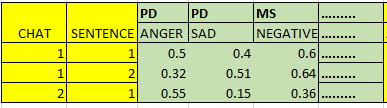 PD PD MS .........
CHAT SENTENCE ANGER SAD NEGATIVE .........
1 1 0.5 0.4 0.6 .........
1 2 0.32 0.51 0.64 .........
2 1 0.55 0.15 0.36 .........